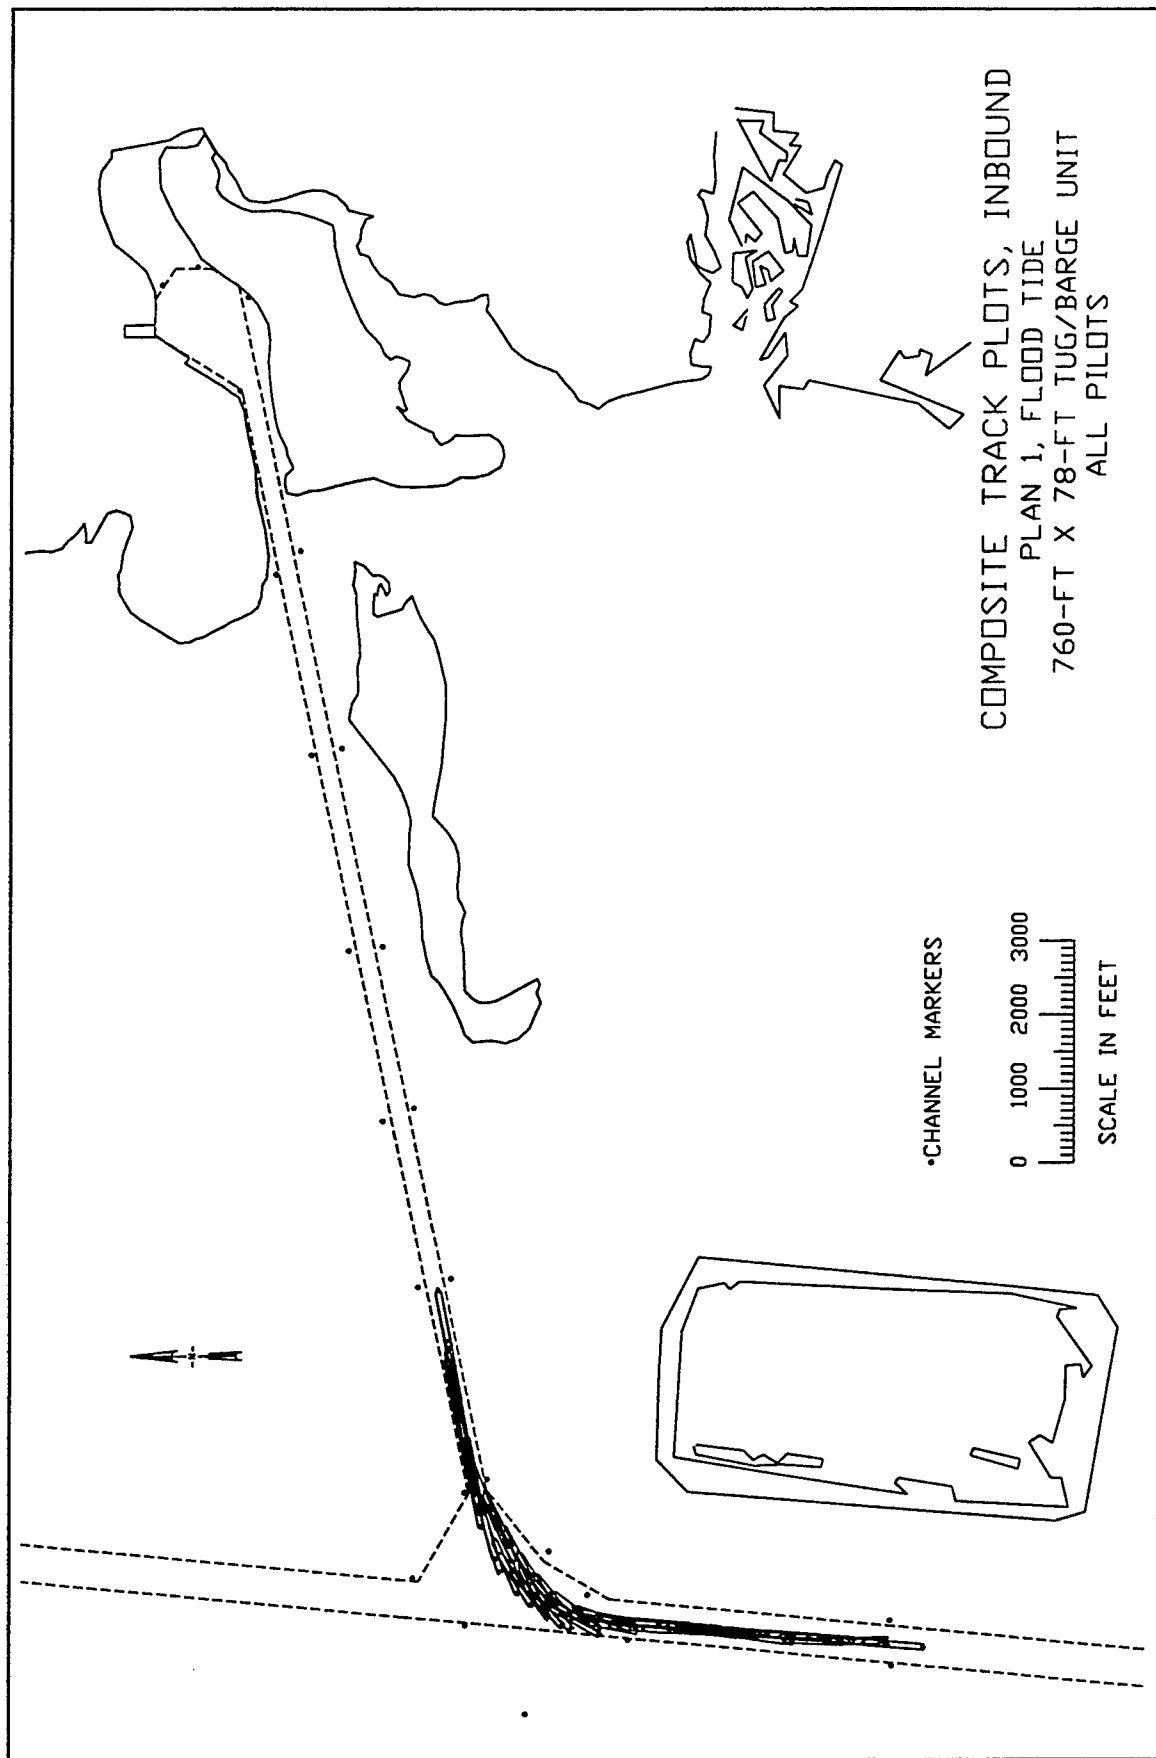 COMPOSITE TRACK PLOTS, INBOUND
PLAN 1, FLOOD TIDE
760-FT X 78-FT TUG/BARGE UNIT
ALL PILOTS
•CHANNEL MARKERS
0 1000 2000 3000
SCALE IN FEET